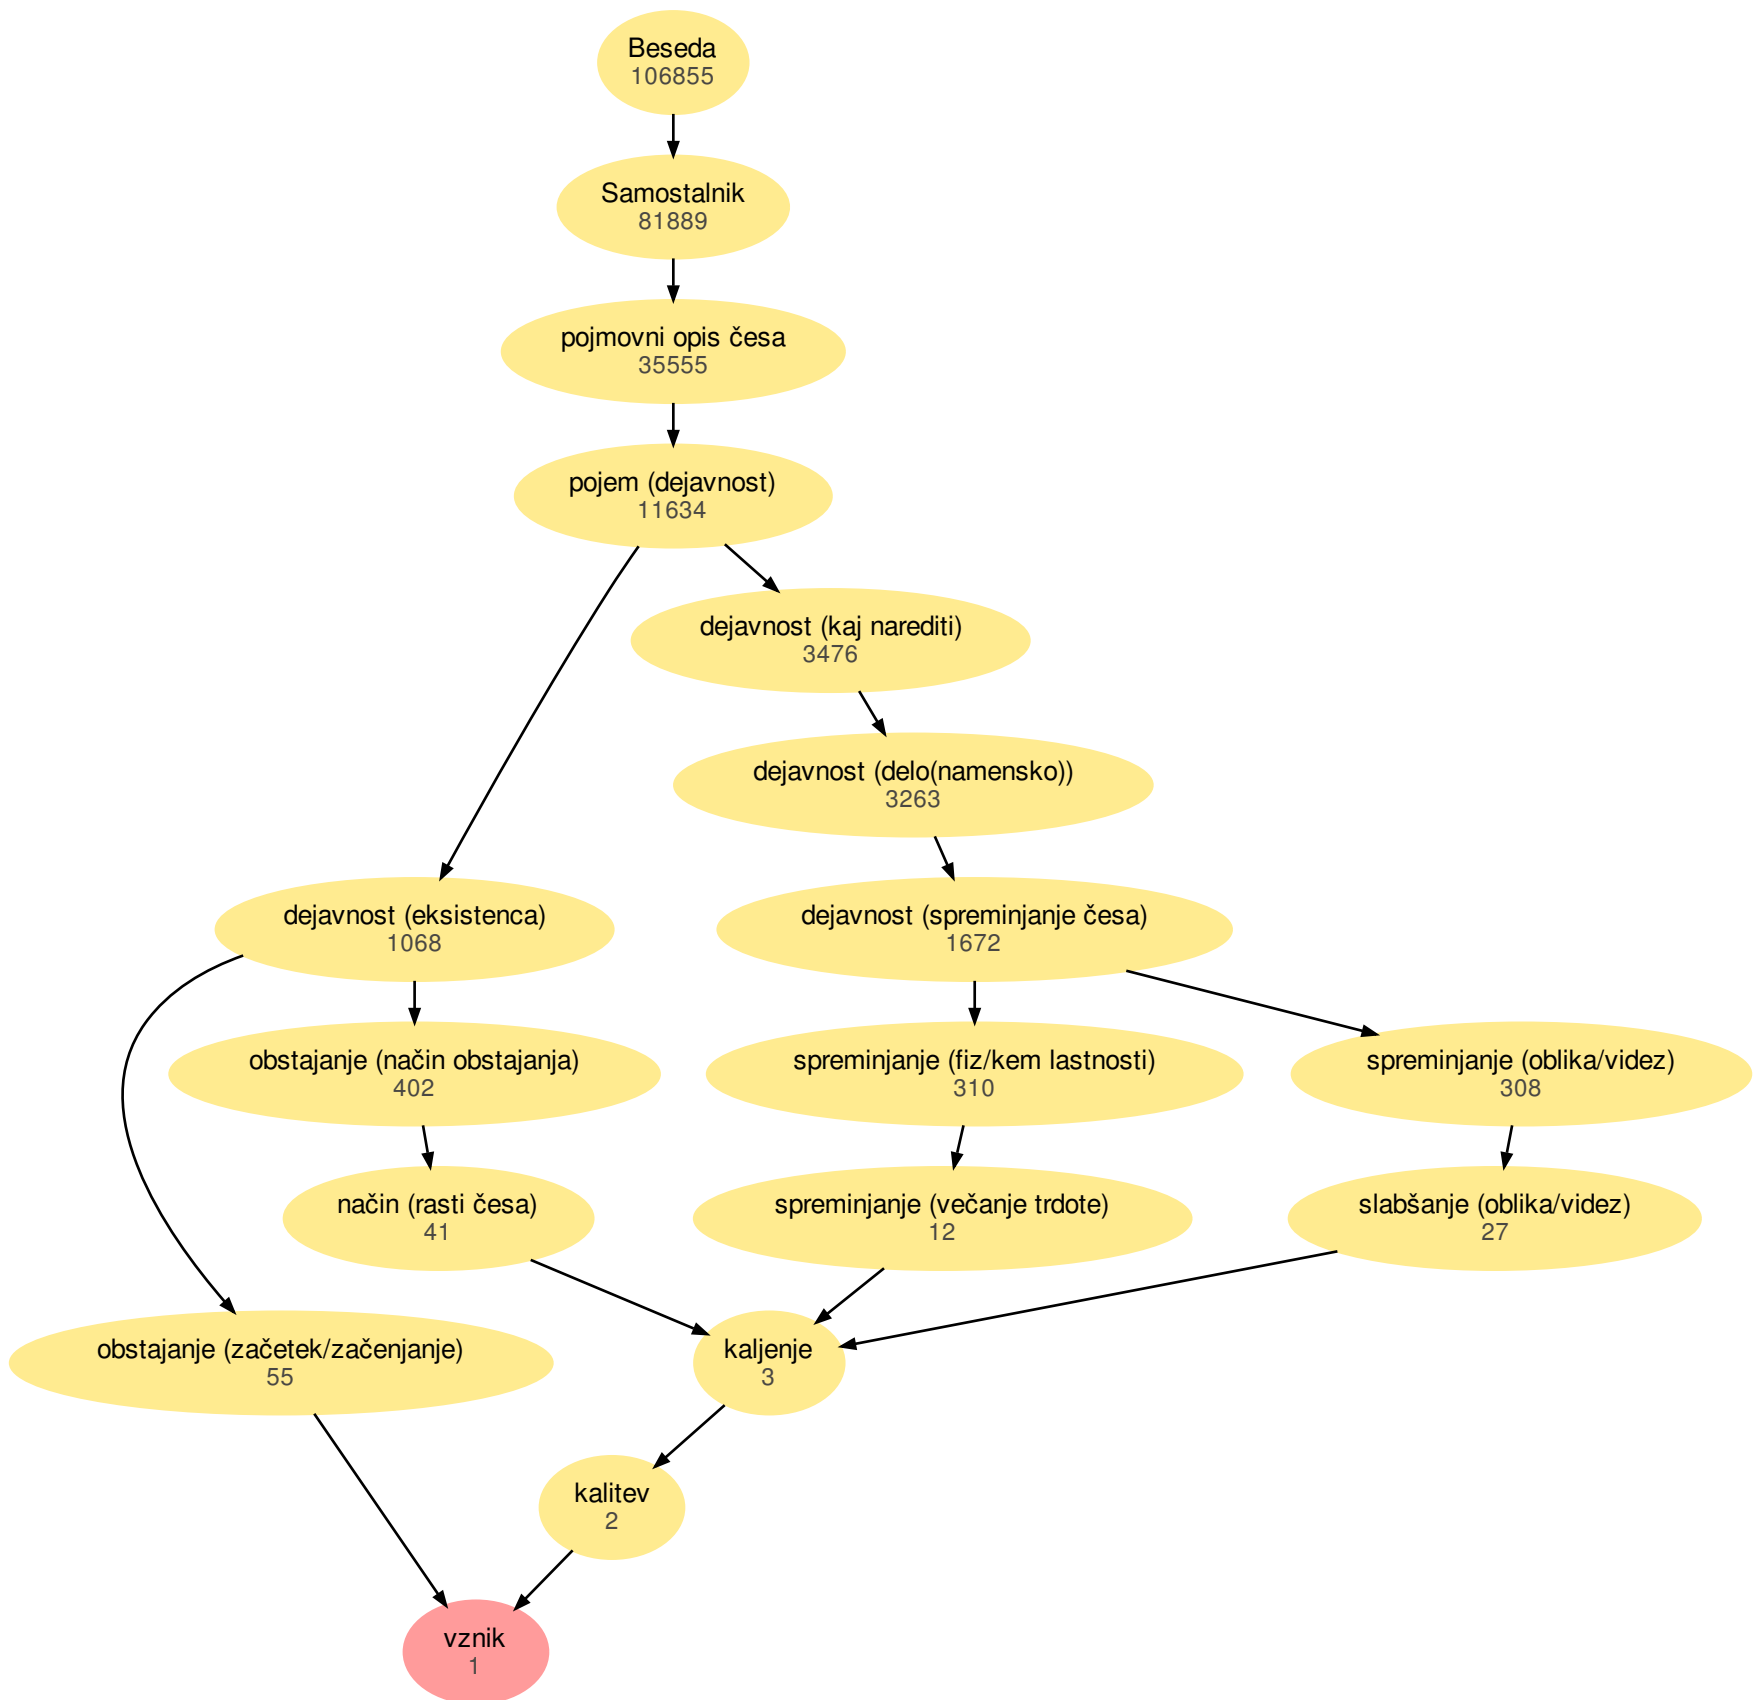 Beseda
106855
Samostalnik
81889
pojmovni opis česa
35555
pojem (dejavnost)
11634
dejavnost (kaj narediti)
3476
dejavnost (delo(namensko))
3263
dejavnost (eksistenca)
1068
dejavnost (spreminjanje česa)
1672
obstajanje (način obstajanja)
402
spreminjanje (fiz/kem lastnosti)
310
spreminjanje (oblika/videz)
308
način (rasti česa)
41
spreminjanje (večanje trdote)
12
slabšanje (oblika/videz)
27
obstajanje (začetek/začenjanje)
55
kaljenje
3
kalitev
2
vznik
1